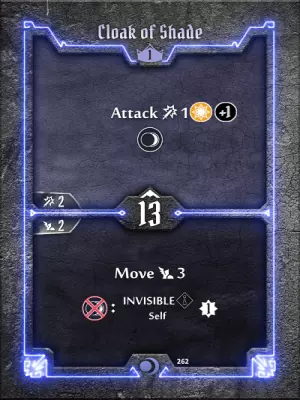 Cloak of Shade
1
Attack 1 +1
2
2
13
Move 3
: INVISIBLE
Self
1
262